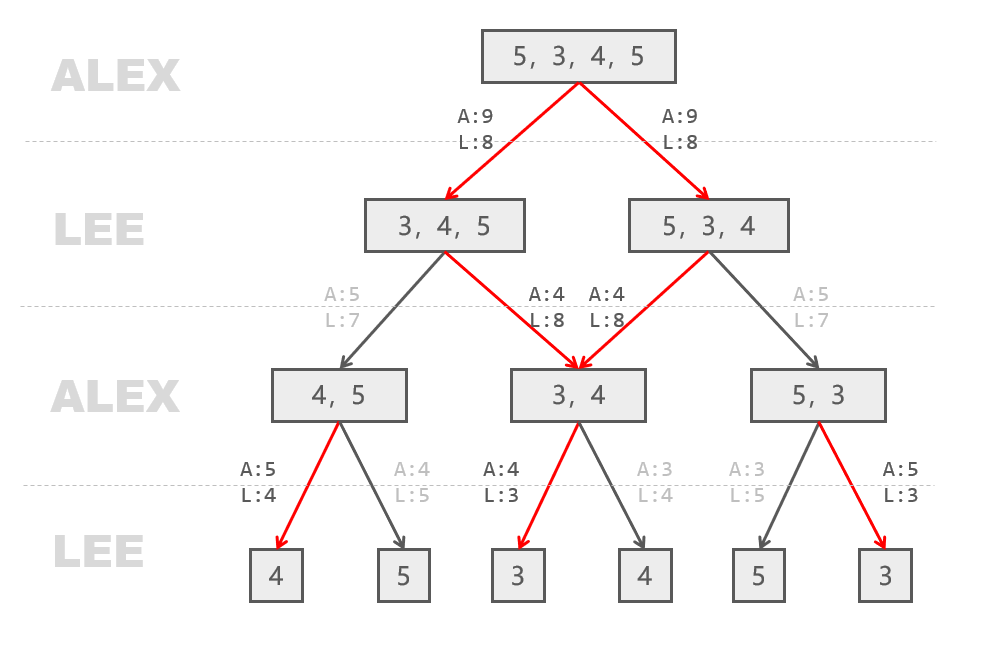 5, 3, 4, 5
ALEX
A:9 A:9
L:8 L:8
LEE
3, 4, 5 5, 3, 4
A:5 A:4 A:4 A:5
L:7 L:8 L:8 L:7
ALEX
4, 5 3, 4 5, 3
A:5 A:4 A:4 A:3 A:3 A:5
L:4 L:5 L:3 L:4 L:5 L:3
LEE
4 5 3 4 5 3